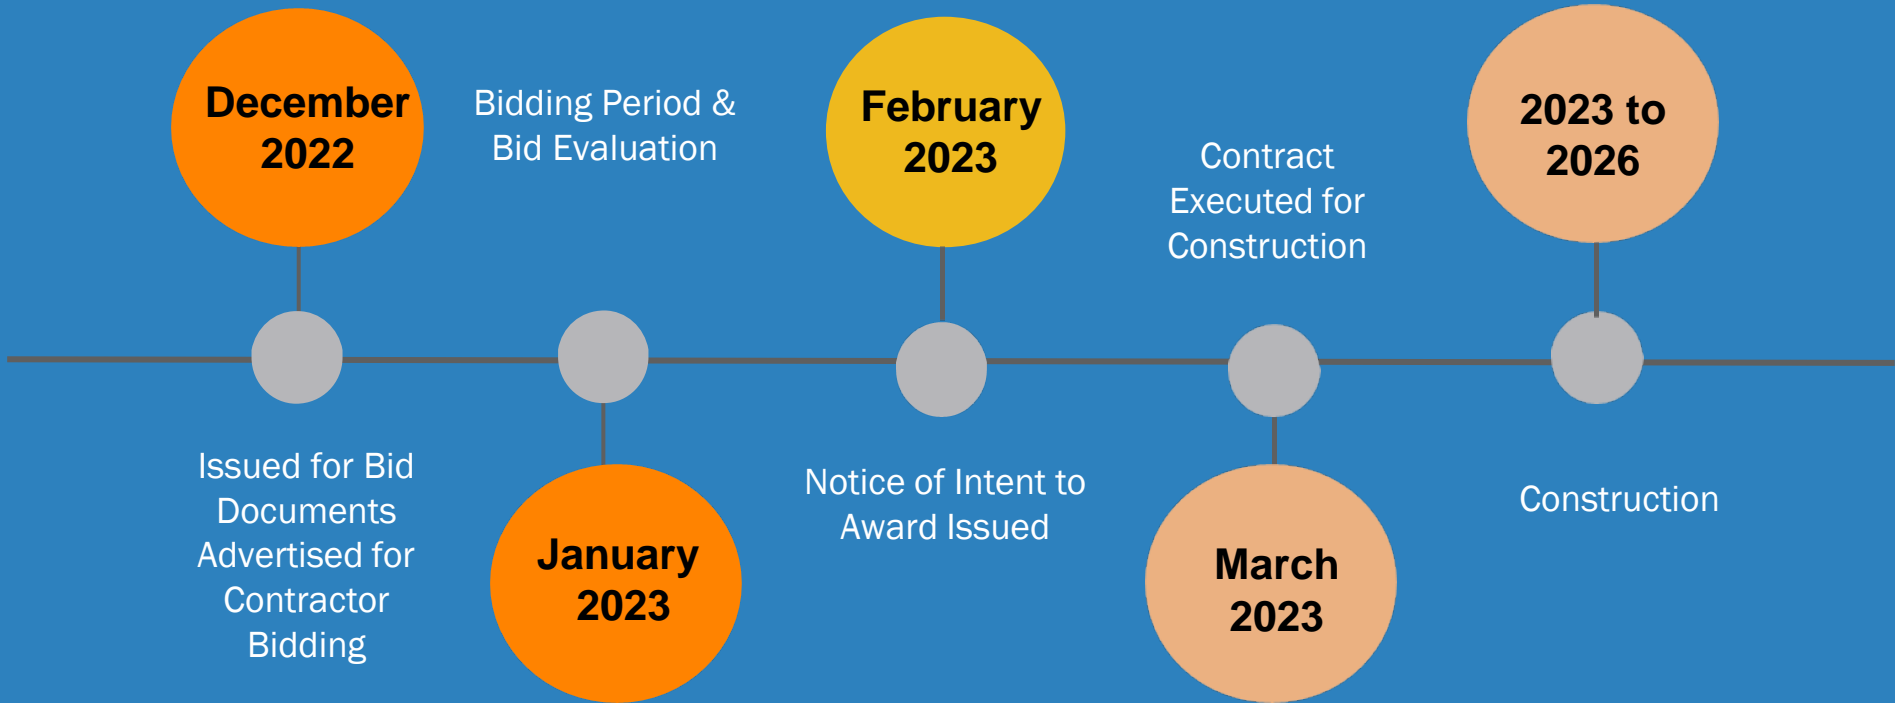 December
2022
Issued for Bid
Documents
Advertised for
Contractor
Bidding
Bidding Period &
Bid Evaluation
January
2023
February
2023
Notice of Intent to
Award Issued
Contract
Executed for
Construction
March
2023
2023 to
2026
Construction